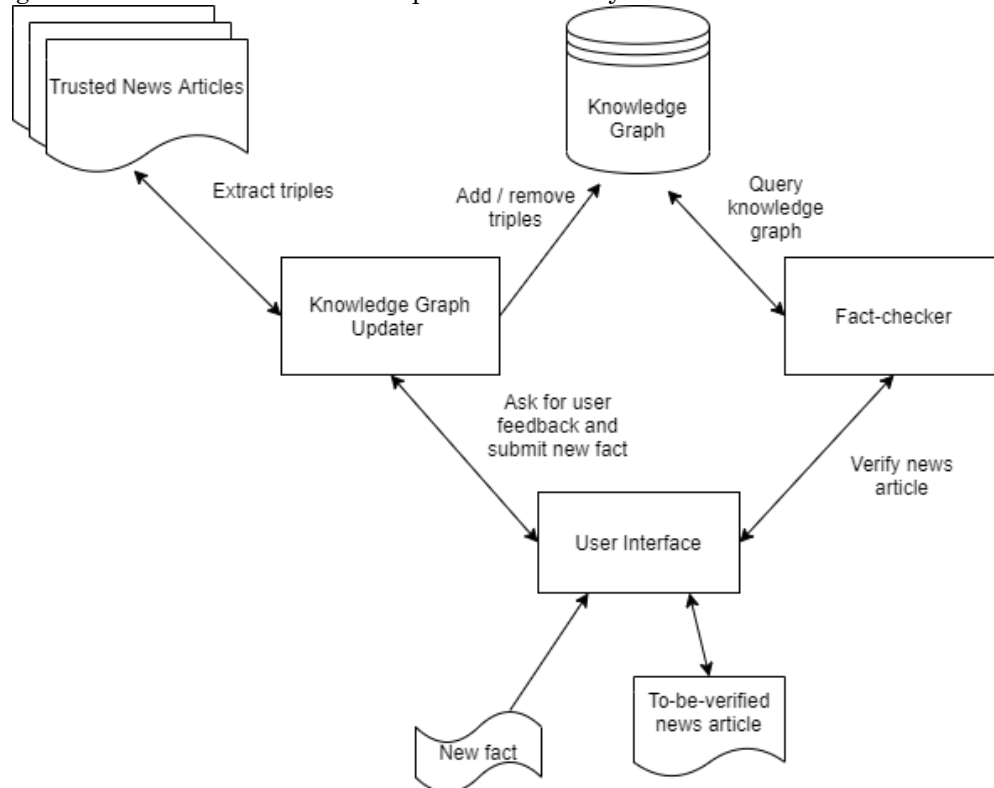 Trusted News Articles
Knowledge
Graph
Extract triples
Add / remove
triples
Query
knowledge
graph
Knowledge Graph
Updater
Fact-checker
Ask for user
feedback and
submit new fact
Verify news
article
User Interface
To-be-verified
news article
New fact